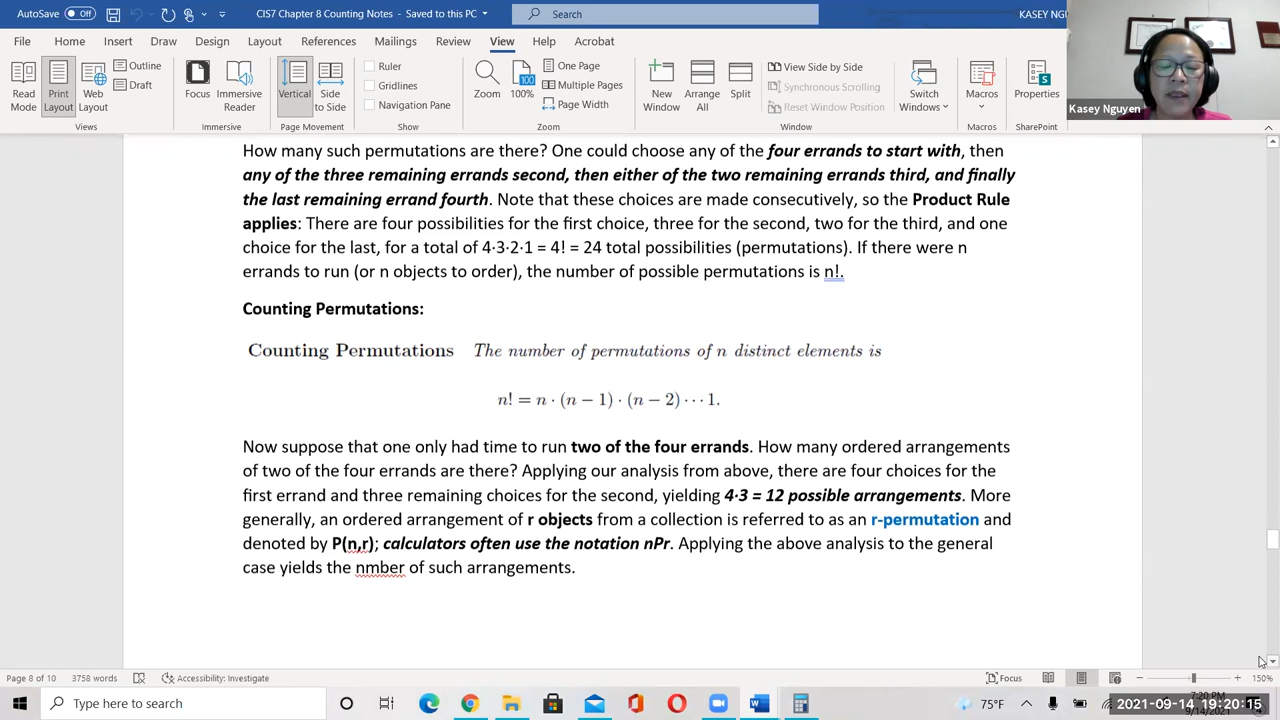 AutoSave Off CIS7 Chapter 8 Counting Notes - Saved to this PC Search KASEY NGUYEN
File Home Insert Draw Design Layout References Mailings Review View Help Acrobat
Read Mode Print Layout Web Layout Outline Draft Views
Focus Immersive Reader Immersive
Vertical Side to Side Page Movement
Ruler Gridlines Navigation Pane Show
Zoom 100% One Page Multiple Pages Page Width Zoom
New Window Arrange All Split View Side by Side Synchronous Scrolling Reset Window Position Switch Windows Window
Macros Macros
Properties SharePoint
Kasey Nguyen
How many such permutations are there? One could choose any of the four errands to start with, then
any of the three remaining errands second, then either of the two remaining errands third, and finally
the last remaining errand fourth. Note that these choices are made consecutively, so the Product Rule
applies: There are four possibilities for the first choice, three for the second, two for the third, and one
choice for the last, for a total of 4·3·2·1 = 4! = 24 total possibilities (permutations). If there were n
errands to run (or n objects to order), the number of possible permutations is n!.
Counting Permutations:
Counting Permutations The number of permutations of n distinct elements is
n! = n · (n − 1) · (n − 2) · · · 1.
Now suppose that one only had time to run two of the four errands. How many ordered arrangements
of two of the four errands are there? Applying our analysis from above, there are four choices for the
first errand and three remaining choices for the second, yielding 4·3 = 12 possible arrangements. More
generally, an ordered arrangement of r objects from a collection is referred to as an r-permutation and
denoted by P(n,r); calculators often use the notation nPr. Applying the above analysis to the general
case yields the nmber of such arrangements.
Page 8 of 10 3758 words Accessibility: Investigate Focus 150%
Type here to search 75°F 7:20 PM
9/14/2021
2021-09-14 19:20:15